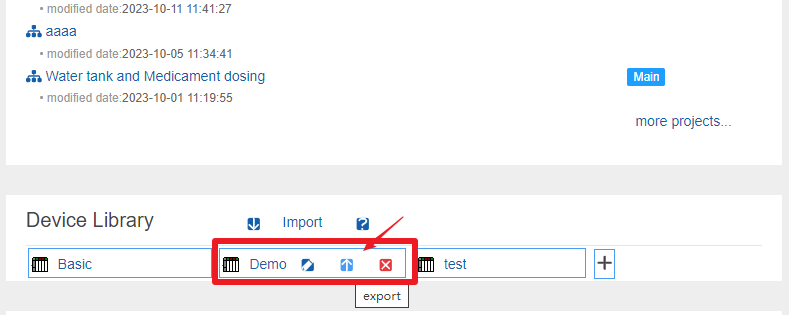 • modified date:2023-10-11 11:41:27
aaaa
• modified date:2023-10-05 11:34:41
Water tank and Medicament dosing Main
• modified date:2023-10-01 11:19:55
more projects...
Device Library Import ?
Basic Demo test +
export